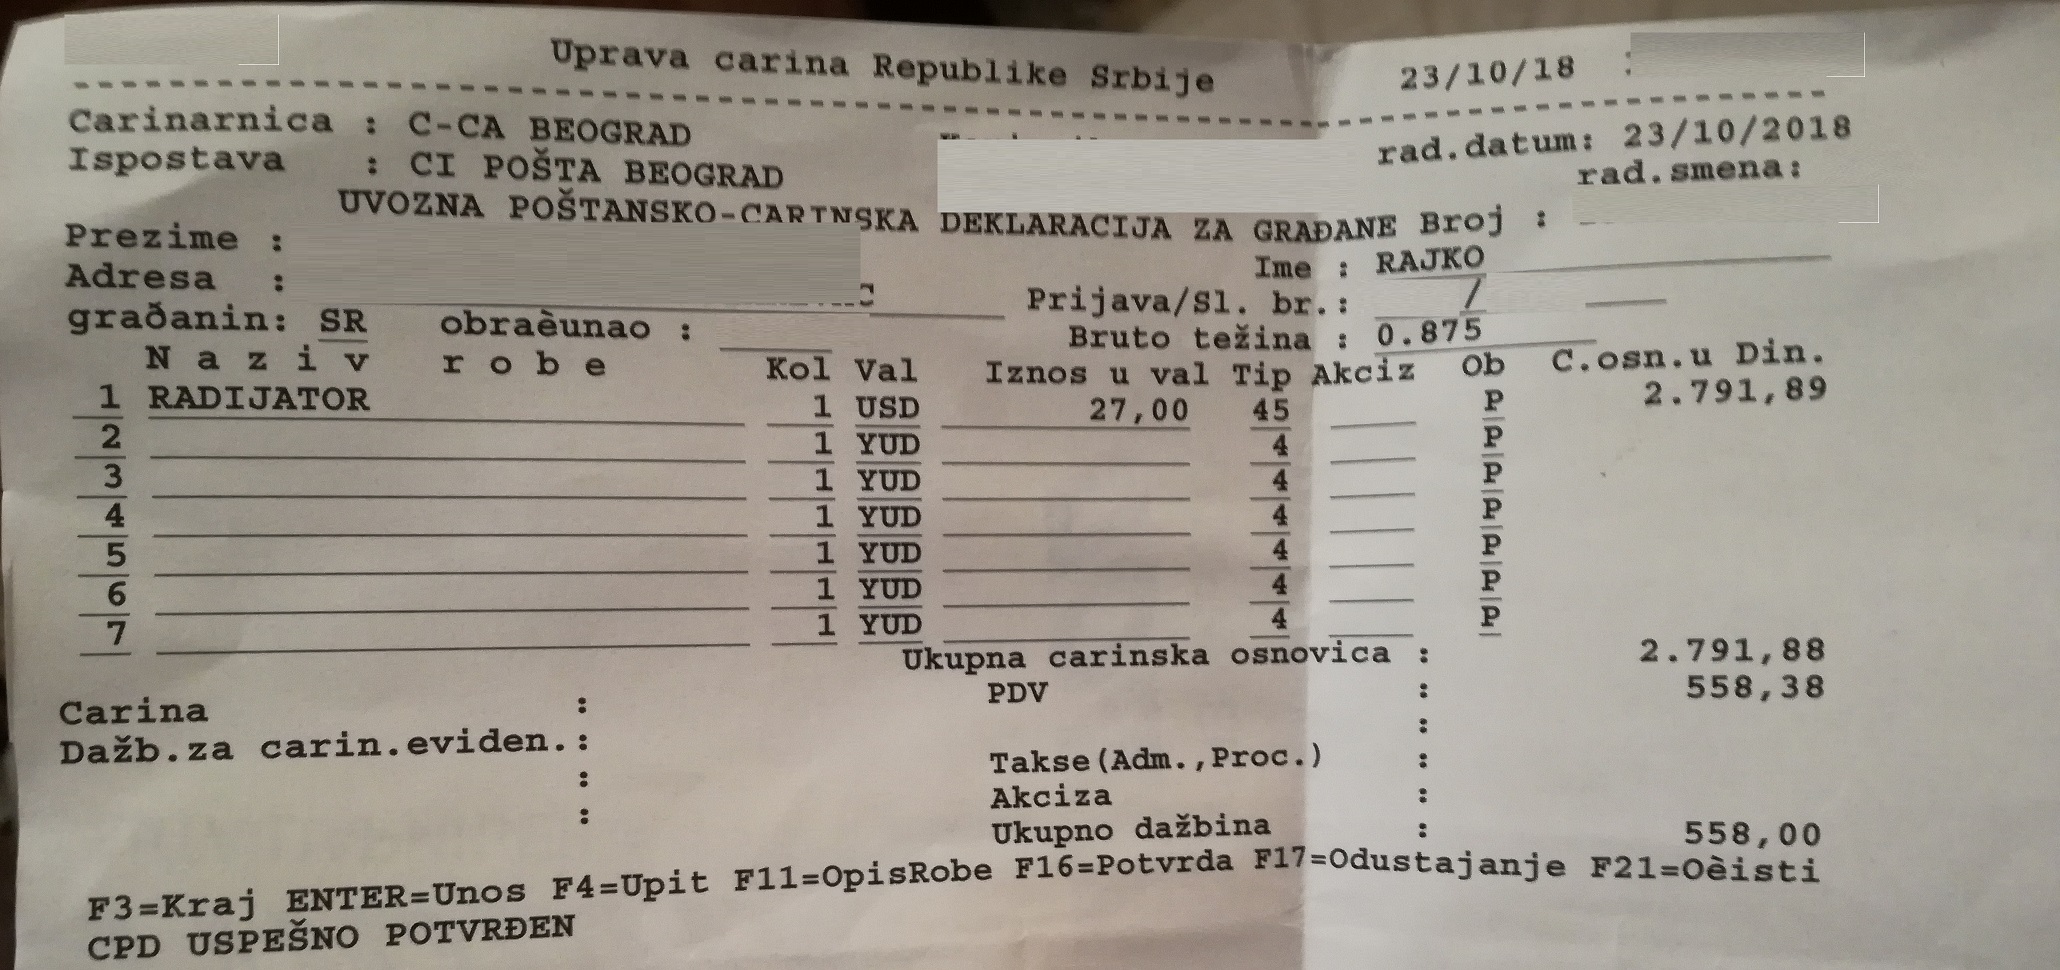 Uprava carina Republike Srbije 23/10/18 :
Carinarnica : C-CA BEOGRAD rad.datum: 23/10/2018
Ispostava : CI POŠTA BEOGRAD rad.smena:
UVOZNA POŠTANSKO-CARINSKA DEKLARACIJA ZA GRAĐANE Broj :
Prezime : Ime : RAJKO
Adresa : Prijava/Sl. br.: /
graðanin: SR obraèunao : Bruto težina : 0.875
N a z i v r o b e Kol Val Iznos u val Tip Akciz Ob C.osn.u Din.
1 RADIJATOR 1 USD 27,00 45 P 2.791,89
2 1 YUD 4 P
3 1 YUD 4 P
4 1 YUD 4 P
5 1 YUD 4 P
6 1 YUD 4 P
7 1 YUD 4 P
Ukupna carinska osnovica : 2.791,88
Carina : PDV : 558,38
Dažb.za carin.eviden.: :
: Takse(Adm.,Proc.) :
: Akciza :
Ukupno dažbina : 558,00
F3=Kraj ENTER=Unos F4=Upit F11=OpisRobe F16=Potvrda F17=Odustajanje F21=Oèisti
CPD USPEŠNO POTVRĐEN